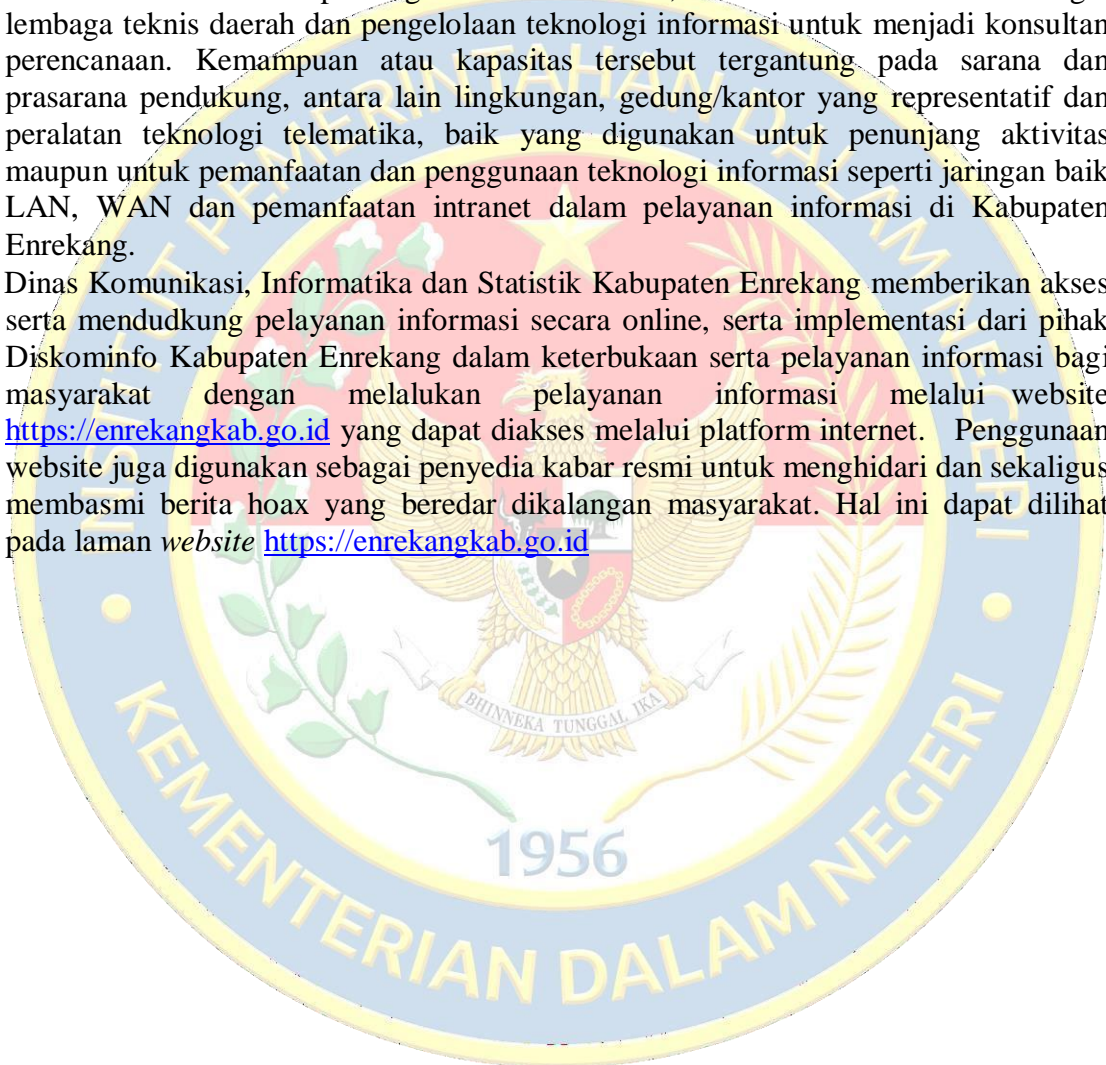 lembaga teknis daerah dan pengelolaan teknologi informasi untuk menjadi konsultan
perencanaan. Kemampuan atau kapasitas tersebut tergantung pada sarana dan
prasarana pendukung, antara lain lingkungan, gedung/kantor yang representatif dan
peralatan teknologi telematika, baik yang digunakan untuk penunjang aktivitas
maupun untuk pemanfaatan dan penggunaan teknologi informasi seperti jaringan baik
LAN, WAN dan pemanfaatan intranet dalam pelayanan informasi di Kabupaten
Enrekang.
Dinas Komunikasi, Informatika dan Statistik Kabupaten Enrekang memberikan akses
serta mendudkung pelayanan informasi secara online, serta implementasi dari pihak
Diskominfo Kabupaten Enrekang dalam keterbukaan serta pelayanan informasi bagi
masyarakat dengan melalukan pelayanan informasi melalui website
https://enrekangkab.go.id yang dapat diakses melalui platform internet. Penggunaan
website juga digunakan sebagai penyedia kabar resmi untuk menghidari dan sekaligus
membasmi berita hoax yang beredar dikalangan masyarakat. Hal ini dapat dilihat
pada laman website https://enrekangkab.go.id
INSTITUT PEMERINTAHAN DALAM NEGERI
BHINNEKA TUNGGAL IKA
1956
KEMENTERIAN DALAM NEGERI